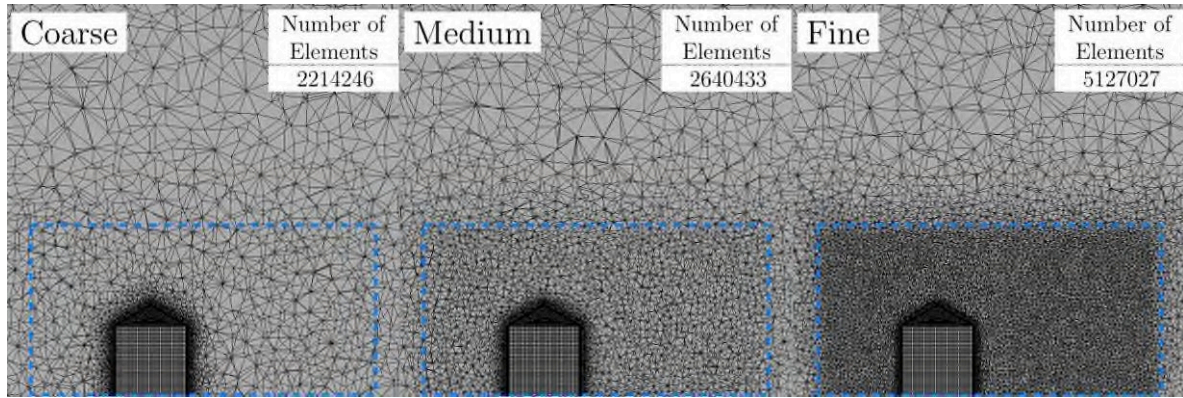 Coarse
Number of
Elements
2214246
Medium
Number of
Elements
2640433
Fine
Number of
Elements
5127027